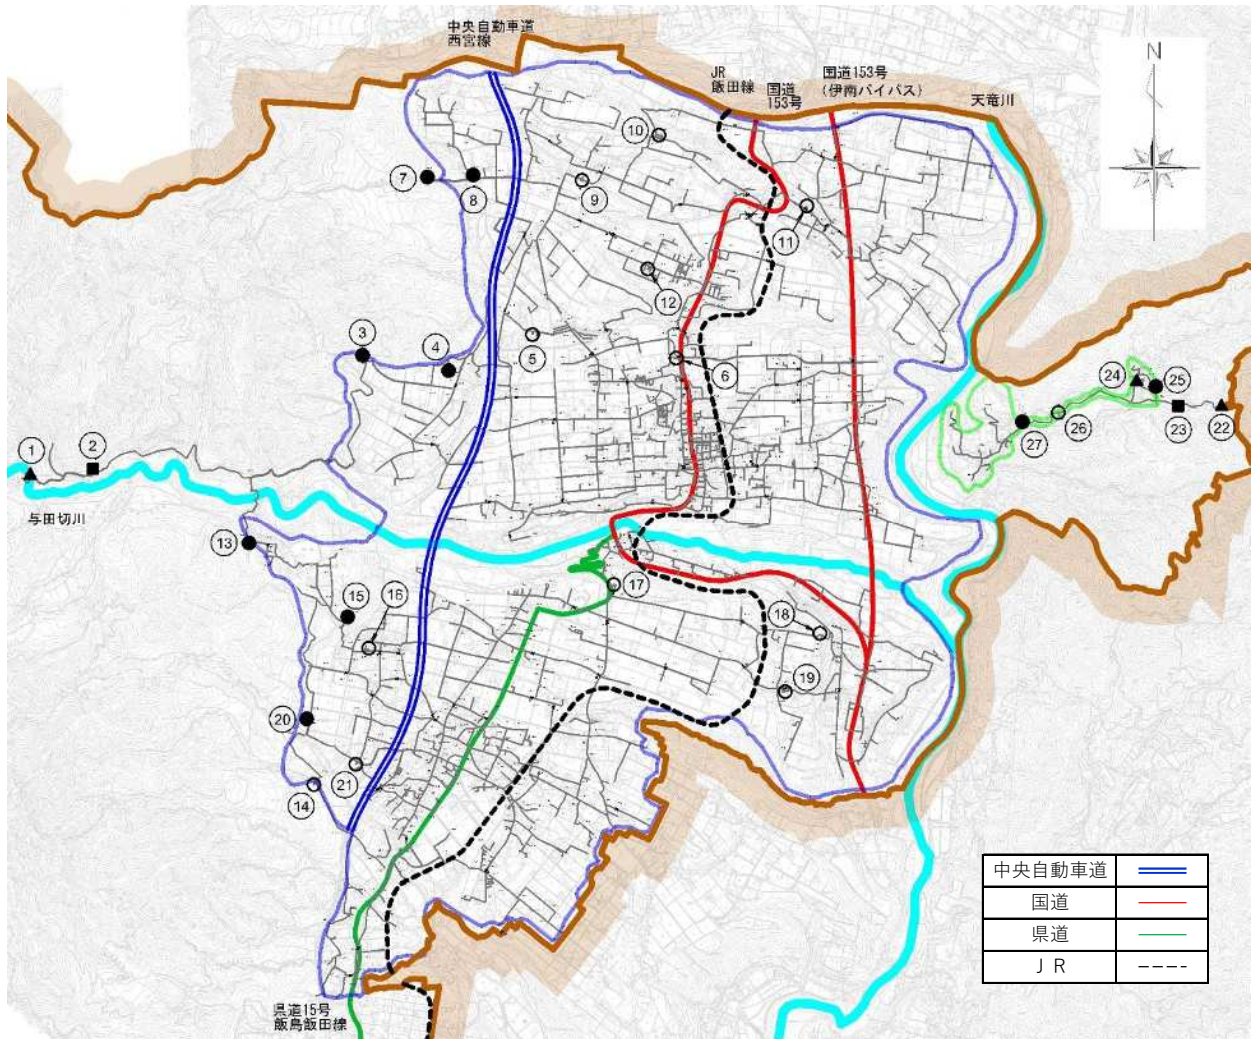 中央自動車道
西宮線
JR
飯田線
国道
153号
国道153号
(伊南バイパス)
天竜川
N
⑩
⑦
⑧
⑨
⑪
⑫
③
④
⑤
⑥
㉔
㉕
①
②
㉗
㉖
㉓
㉒
与田切川
⑬
⑮
⑯
⑰
⑱
⑲
⑳
㉑
⑭
中央自動車道
国道
県道
ＪＲ
県道15号
飯島飯田線